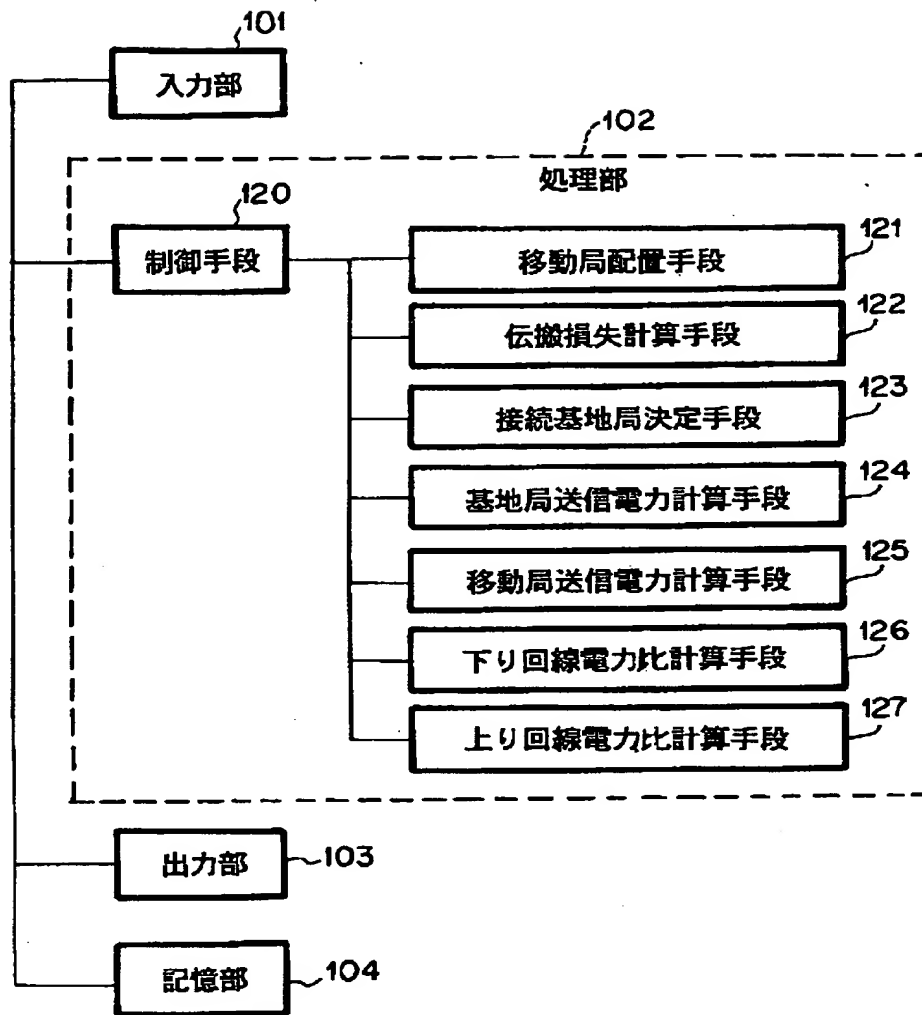 101
入力部
102
処理部
120
制御手段
121
移動局配置手段
122
伝搬損失計算手段
123
接続基地局決定手段
124
基地局送信電力計算手段
125
移動局送信電力計算手段
126
下り回線電力比計算手段
127
上り回線電力比計算手段
出力部
103
記憶部
104